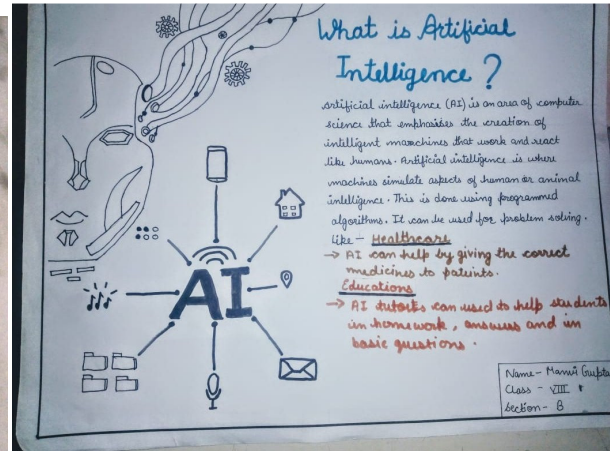 What is Artificial
Intelligence ?
Artificial intelligence (AI) is an area of computer
science that emphasises the creation of
intelligent maachines that work and react
like humans. Artificial intelligence is where
machines simulate aspects of human or animal
intelligence. This is done using programmed
algorithms. It can be used for problem solving.
like - Healthcare
→ AI can help by giving the correct
medicines to pateints.
Educations
→ AI tutors can used to help students
in homework, answers and in
basic questions.
AI
Name - Manvi Gupta
Class - VIII
Section - B